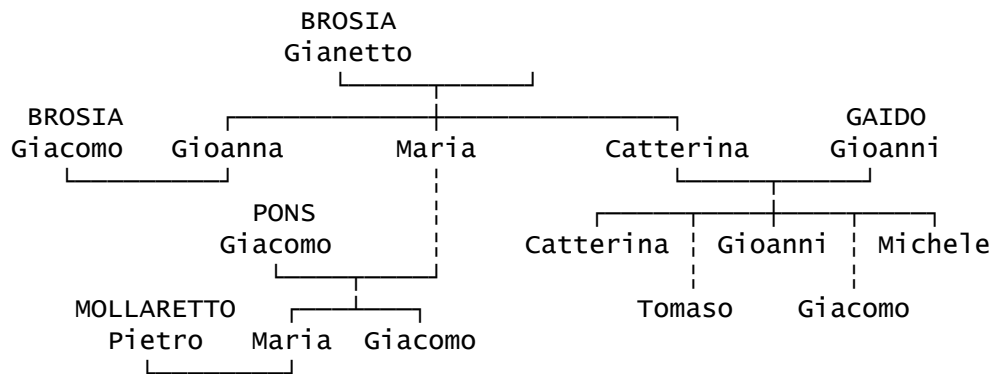 BROSIA
Gianetto
BROSIA GAIDO
Giacomo Gioanna Maria Catterina Gioanni
PONS
Giacomo Catterina Gioanni Michele
MOLLARETTO Tomaso Giacomo
Pietro Maria Giacomo